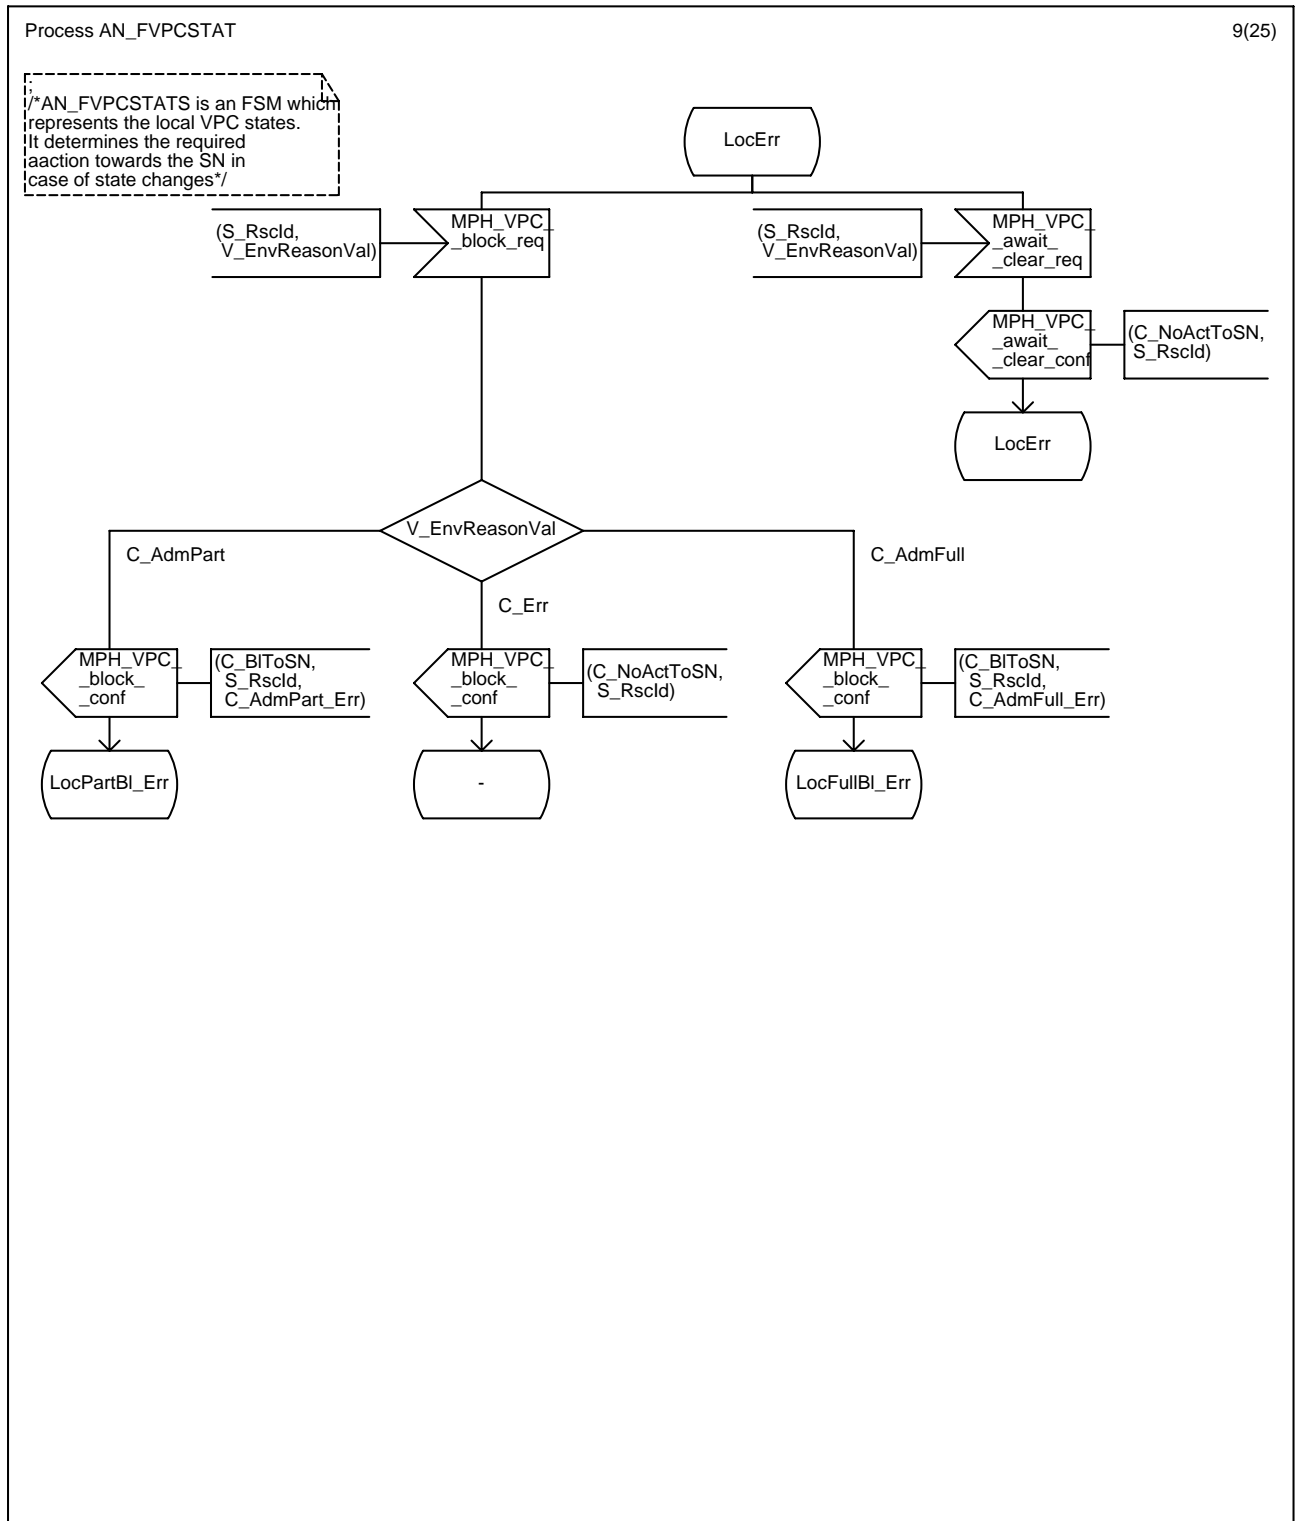 Process AN_FVPCSTAT
9(25)
;
/*AN_FVPCSTATS is an FSM which
represents the local VPC states.
It determines the required
aaction towards the SN in
case of state changes*/
LocErr
(S_RscId,
V_EnvReasonVal)
MPH_VPC_
_block_req
(S_RscId,
V_EnvReasonVal)
MPH_VPC_
_await_
_clear_req
MPH_VPC_
_await_
_clear_conf
(C_NoActToSN,
S_RscId)
LocErr
V_EnvReasonVal
C_AdmPart
C_AdmFull
C_Err
MPH_VPC_
_block_
_conf
(C_BlToSN,
S_RscId,
C_AdmPart_Err)
MPH_VPC_
_block_
_conf
(C_NoActToSN,
S_RscId)
MPH_VPC_
_block_
_conf
(C_BlToSN,
S_RscId,
C_AdmFull_Err)
LocPartBl_Err
-
LocFullBl_Err